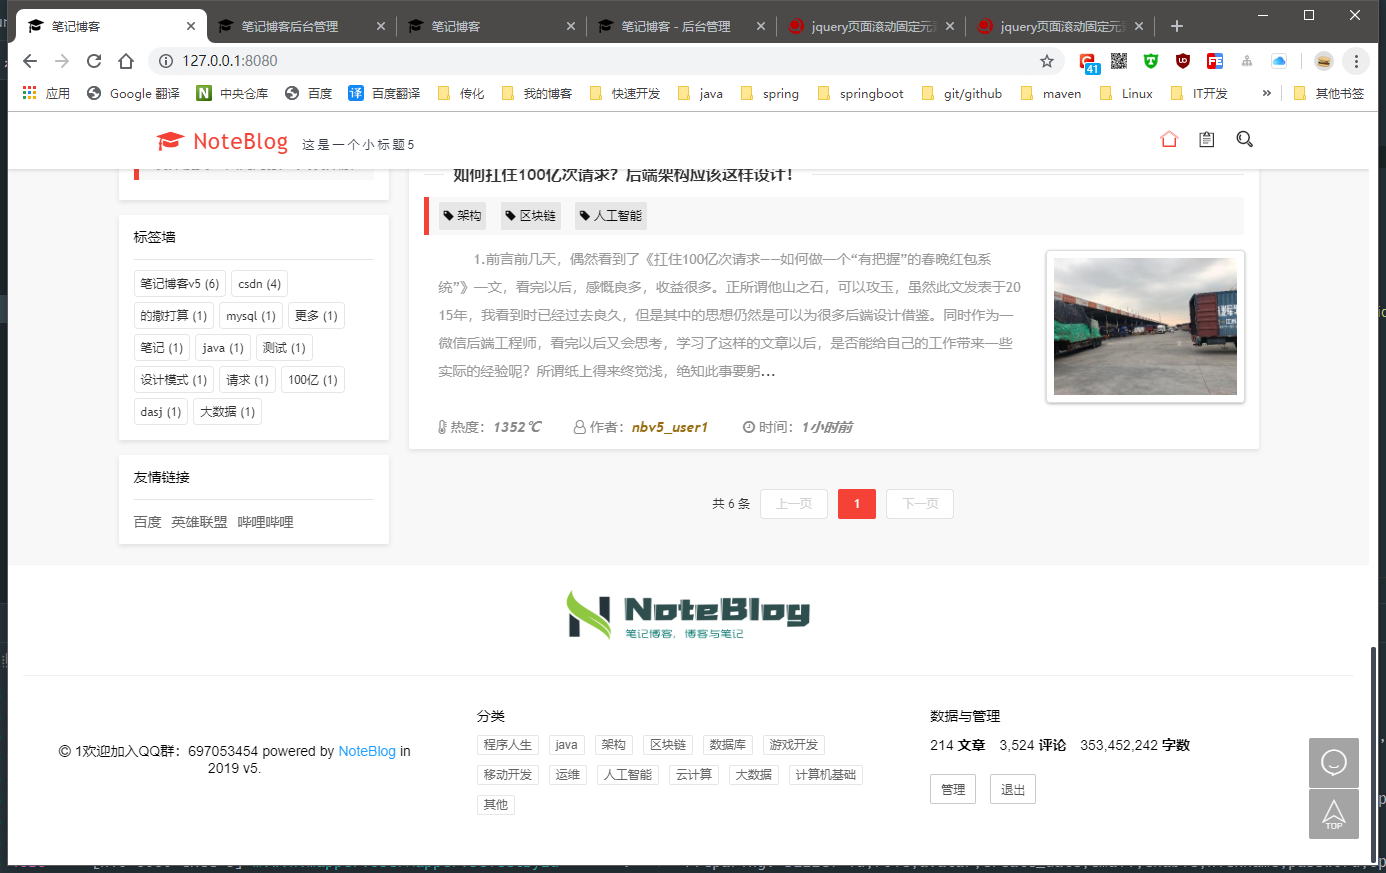 笔记博客
笔记博客后台管理
笔记博客
笔记博客 - 后台管理
jquery页面滚动固定元
jquery页面滚动固定元
127.0.0.1:8080
41
应用 Google 翻译 中央仓库 百度 百度翻译 传化 我的博客 快速开发 java spring springboot git/github maven Linux IT开发 » 其他书签
NoteBlog 这是一个小标题5
如何扛住100亿次请求？后端架构应该这样设计！
架构 区块链 人工智能
1.前言前几天，偶然看到了《扛住100亿次请求——如何做一个“有把握”的春晚红包系
统”》一文，看完以后，感慨良多，收益很多。正所谓他山之石，可以攻玉，虽然此文发表于20
15年，我看到时已经过去良久，但是其中的思想仍然是可以为很多后端设计借鉴。同时作为一
微信后端工程师，看完以后又会思考，学习了这样的文章以后，是否能给自己的工作带来一些
实际的经验呢？所谓纸上得来终觉浅，绝知此事要躬...
热度：1352℃ 作者：nbv5_user1 时间：1小时前
标签墙
笔记博客v5 (6) csdn (4)
的撒打算 (1) mysql (1) 更多 (1)
笔记 (1) java (1) 测试 (1)
设计模式 (1) 请求 (1) 100亿 (1)
dasj (1) 大数据 (1)
友情链接
百度 英雄联盟 哔哩哔哩
共 6 条 上一页 1 下一页
NoteBlog
笔记博客，博客与笔记
© 1欢迎加入QQ群：697053454 powered by NoteBlog in
2019 v5.
分类
程序人生 java 架构 区块链 数据库 游戏开发
移动开发 运维 人工智能 云计算 大数据 计算机基础
其他
数据与管理
214 文章 3,524 评论 353,452,242 字数
管理 退出
TOP